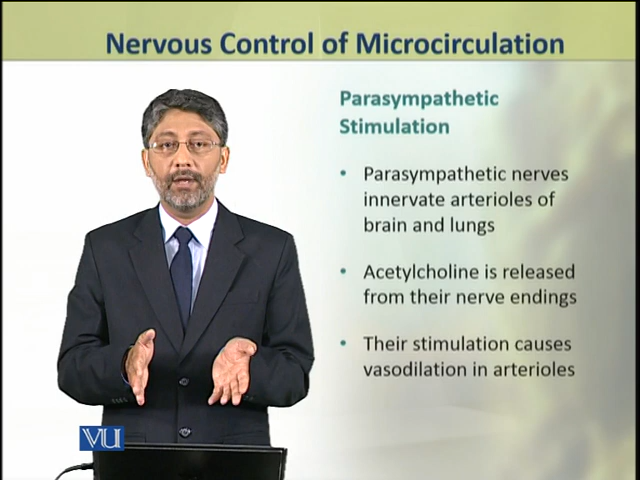 Nervous Control of Microcirculation
Parasympathetic
Stimulation
• Parasympathetic nerves
innervate arterioles of
brain and lungs
• Acetylcholine is released
from their nerve endings
• Their stimulation causes
vasodilation in arterioles
VU